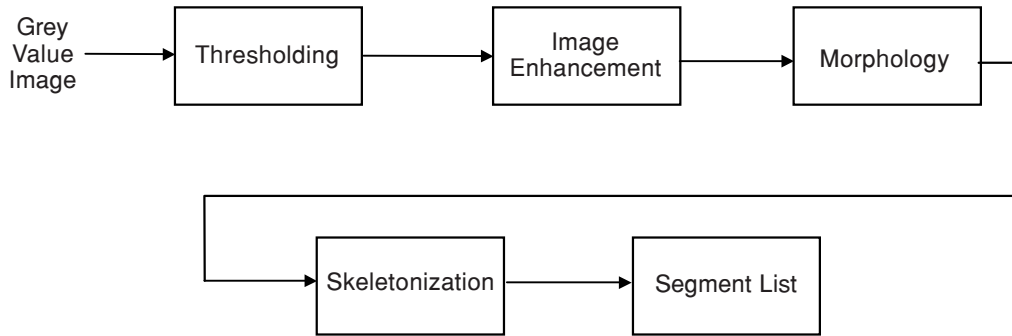 Grey
Value
Image
Thresholding
Image
Enhancement
Morphology
Skeletonization
Segment List